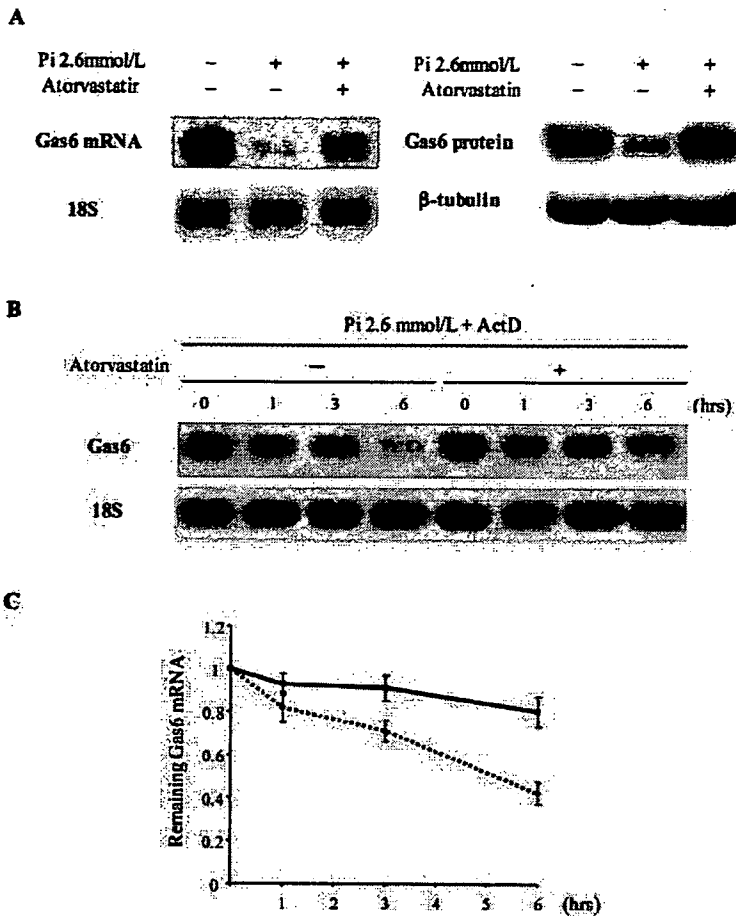 A
Pi 2.6mmol/L - + +
Atorvastatir - - +
Gas6 mRNA
18S
Pi 2.6mmol/L - + +
Atorvastatin - - +
Gas6 protein
β-tubulin
B
Pi 2.6 mmol/L + ActD
Atorvastatin - +
0 1 3 6 0 1 3 6 (hrs)
Gas6
18S
C
Remaining Gas6 mRNA
1.2
1
0.8
0.6
0.4
0.2
0
1 2 3 4 5 6 (hrs)